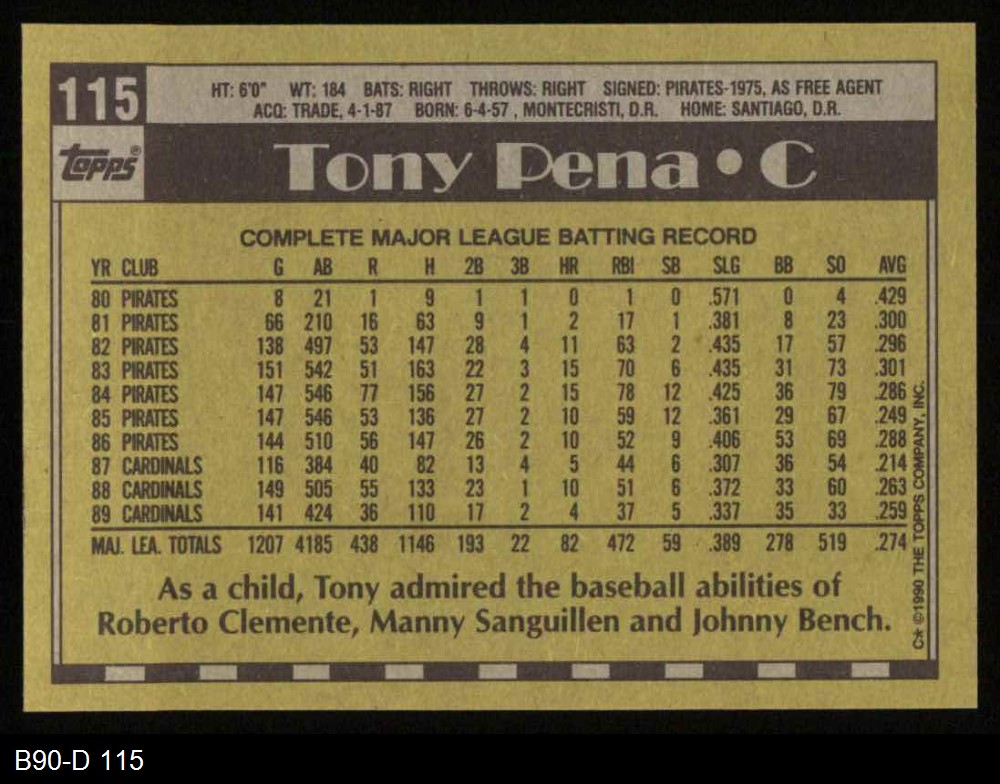 115
HT: 6'0" WT: 184 BATS: RIGHT THROWS: RIGHT SIGNED: PIRATES-1975, AS FREE AGENT
ACQ: TRADE, 4-1-87 BORN: 6-4-57 , MONTECRISTI, D.R. HOME: SANTIAGO, D.R.
Topps®
Tony Pena • C
COMPLETE MAJOR LEAGUE BATTING RECORD
YR CLUB G AB R H 2B 3B HR RBI SB SLG BB SO AVG
80 PIRATES 8 21 1 9 1 1 0 1 0 .571 0 4 .429
81 PIRATES 66 210 16 63 9 1 2 17 1 .381 8 23 .300
82 PIRATES 138 497 53 147 28 4 11 63 2 .435 17 57 .296
83 PIRATES 151 542 51 163 22 3 15 70 6 .435 31 73 .301
84 PIRATES 147 546 77 156 27 2 15 78 12 .425 36 79 .286
85 PIRATES 147 546 53 136 27 2 10 59 12 .361 29 67 .249
86 PIRATES 144 510 56 147 26 2 10 52 9 .406 53 69 .288
87 CARDINALS 116 384 40 82 13 4 5 44 6 .307 36 54 .214
88 CARDINALS 149 505 55 133 23 1 10 51 6 .372 33 60 .263
89 CARDINALS 141 424 36 110 17 2 4 37 5 .337 35 33 .259
MAJ. LEA. TOTALS 1207 4185 438 1146 193 22 82 472 59 .389 278 519 .274
As a child, Tony admired the baseball abilities of
Roberto Clemente, Manny Sanguillen and Johnny Bench.
C* ©1990 THE TOPPS COMPANY, INC.
B90-D 115